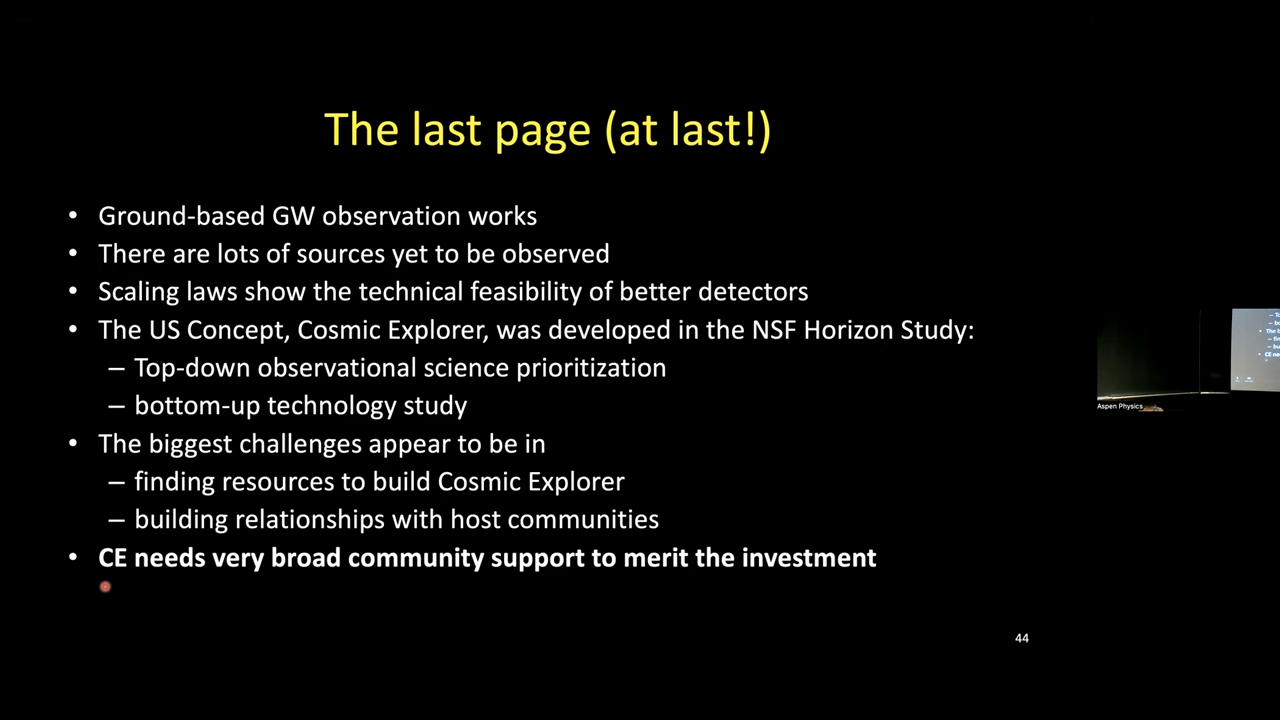 The last page (at last!)
• Ground-based GW observation works
• There are lots of sources yet to be observed
• Scaling laws show the technical feasibility of better detectors
• The US Concept, Cosmic Explorer, was developed in the NSF Horizon Study:
– Top-down observational science prioritization
– bottom-up technology study
• The biggest challenges appear to be in
– finding resources to build Cosmic Explorer
– building relationships with host communities
• CE needs very broad community support to merit the investment
44
Aspen Physics